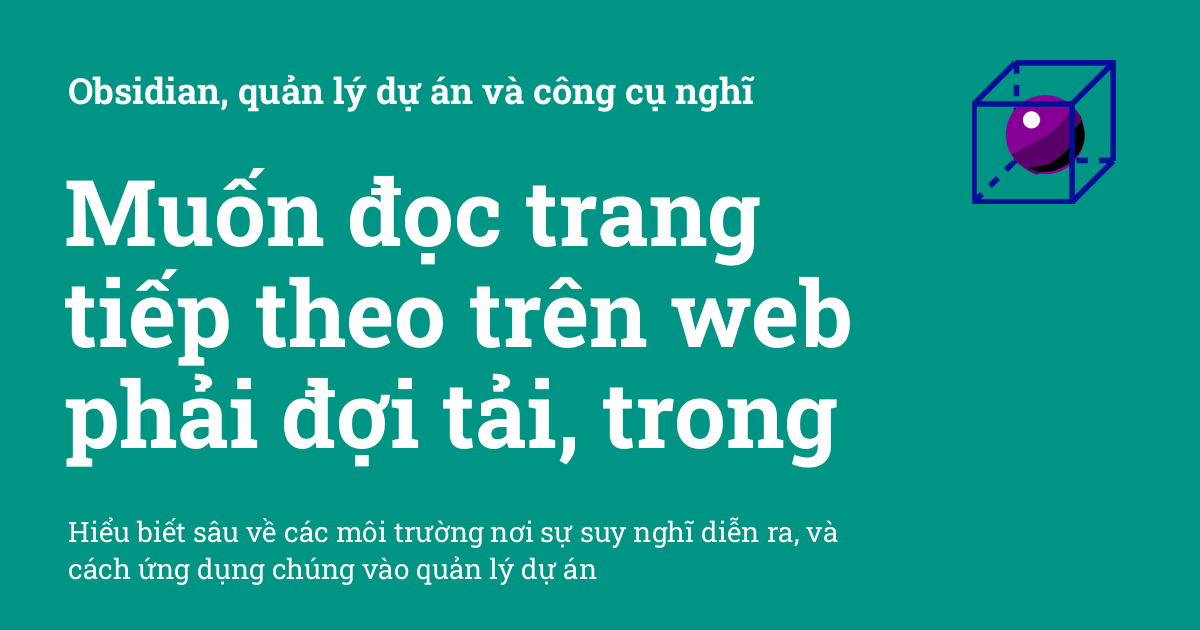 Obsidian, quản lý dự án và công cụ nghĩ
Muốn đọc trang
tiếp theo trên web
phải đợi tải, trong
Hiểu biết sâu về các môi trường nơi sự suy nghĩ diễn ra, và
cách ứng dụng chúng vào quản lý dự án